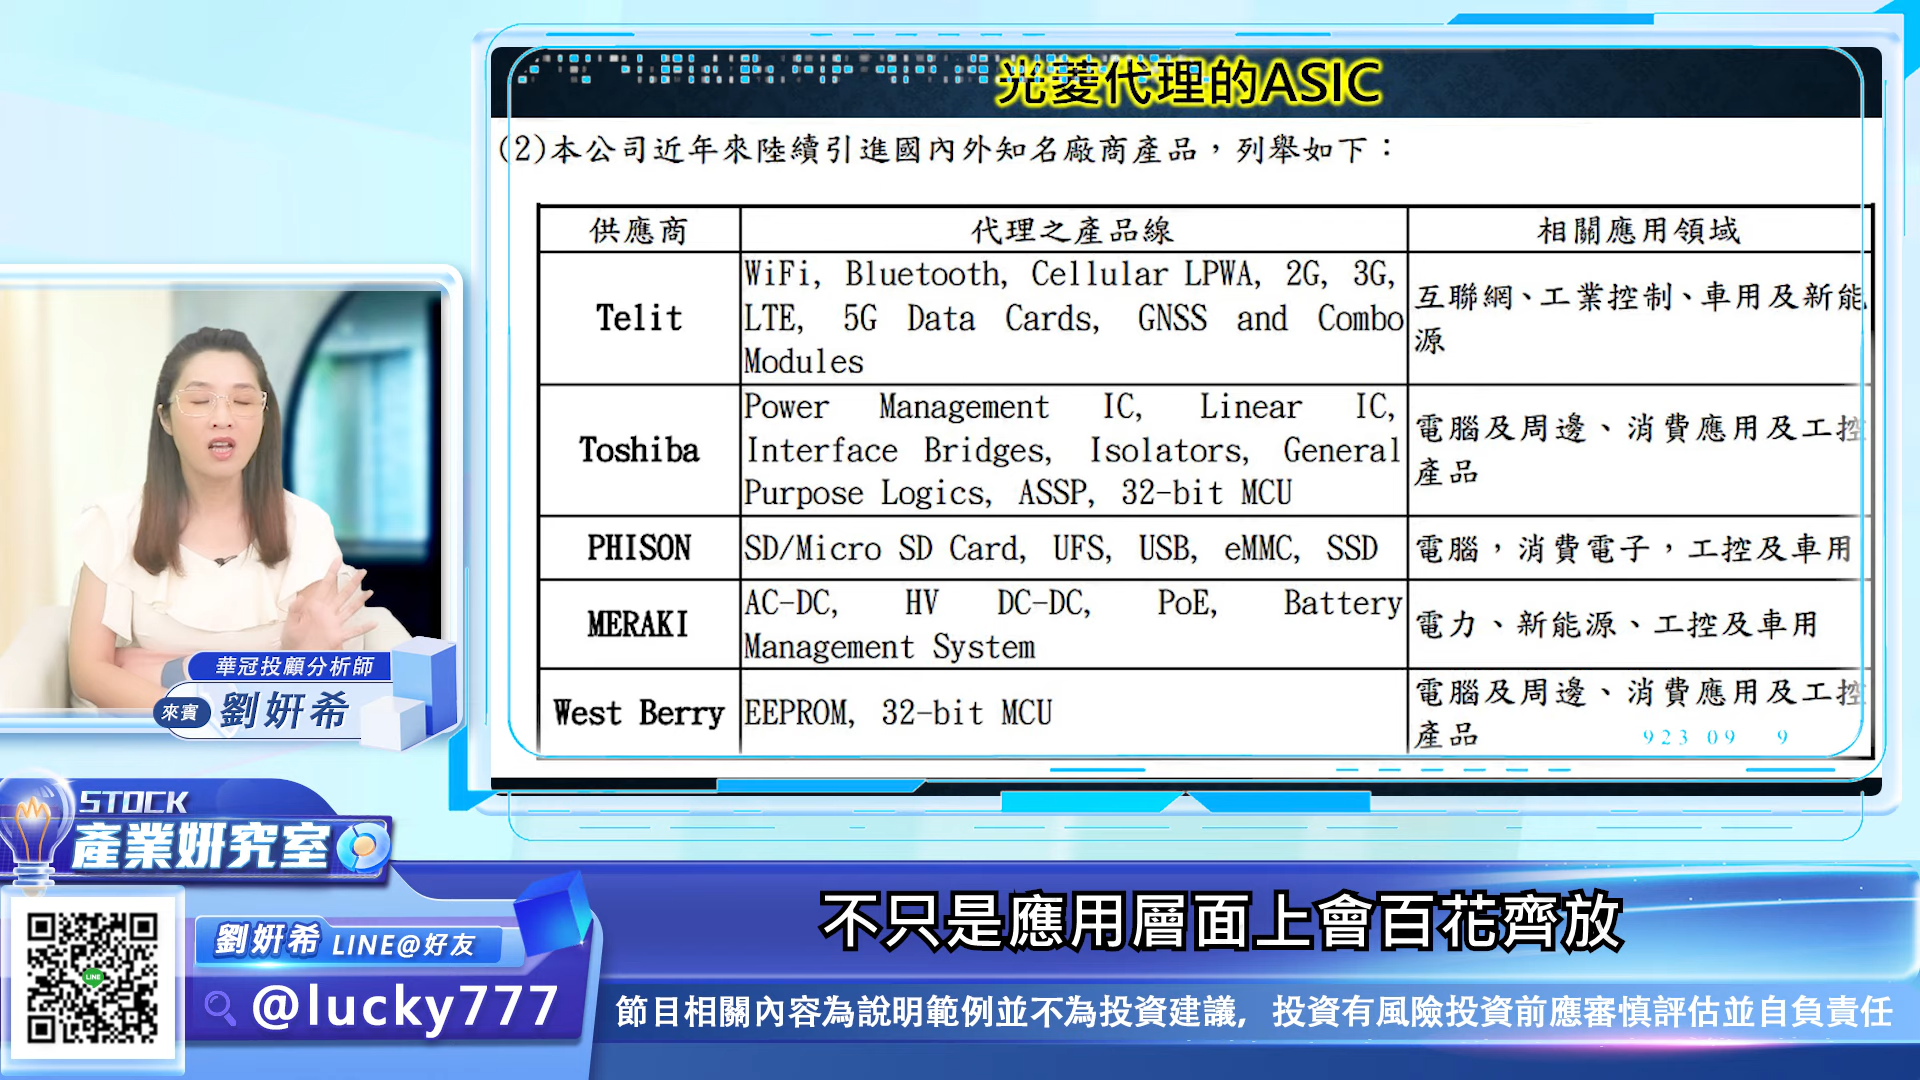 光菱代理的ASIC
(2)本公司近年來陸續引進國內外知名廠商產品，列舉如下：
供應商 代理之產品線 相關應用領域
Telit
WiFi, Bluetooth, Cellular LPWA, 2G, 3G,
LTE, 5G Data Cards, GNSS and Combo
Modules
互聯網、工業控制、車用及新能
源
Toshiba
Power Management IC, Linear IC,
Interface Bridges, Isolators, General
Purpose Logics, ASSP, 32-bit MCU
電腦及周邊、消費應用及工控
產品
PHISON
SD/Micro SD Card, UFS, USB, eMMC, SSD
電腦，消費電子，工控及車用
MERAKI
AC-DC, HV DC-DC, PoE, Battery
Management System
電力、新能源、工控及車用
West Berry
EEPROM, 32-bit MCU
電腦及周邊、消費應用及工控
產品
923 09 9
華冠投顧分析師
來賓 劉妍希
STOCK
產業妍究室
劉妍希 LINE@好友
@lucky777
LINE
不只是應用層面上會百花齊放
節目相關內容為說明範例並不為投資建議，投資有風險投資前應審慎評估並自負責任